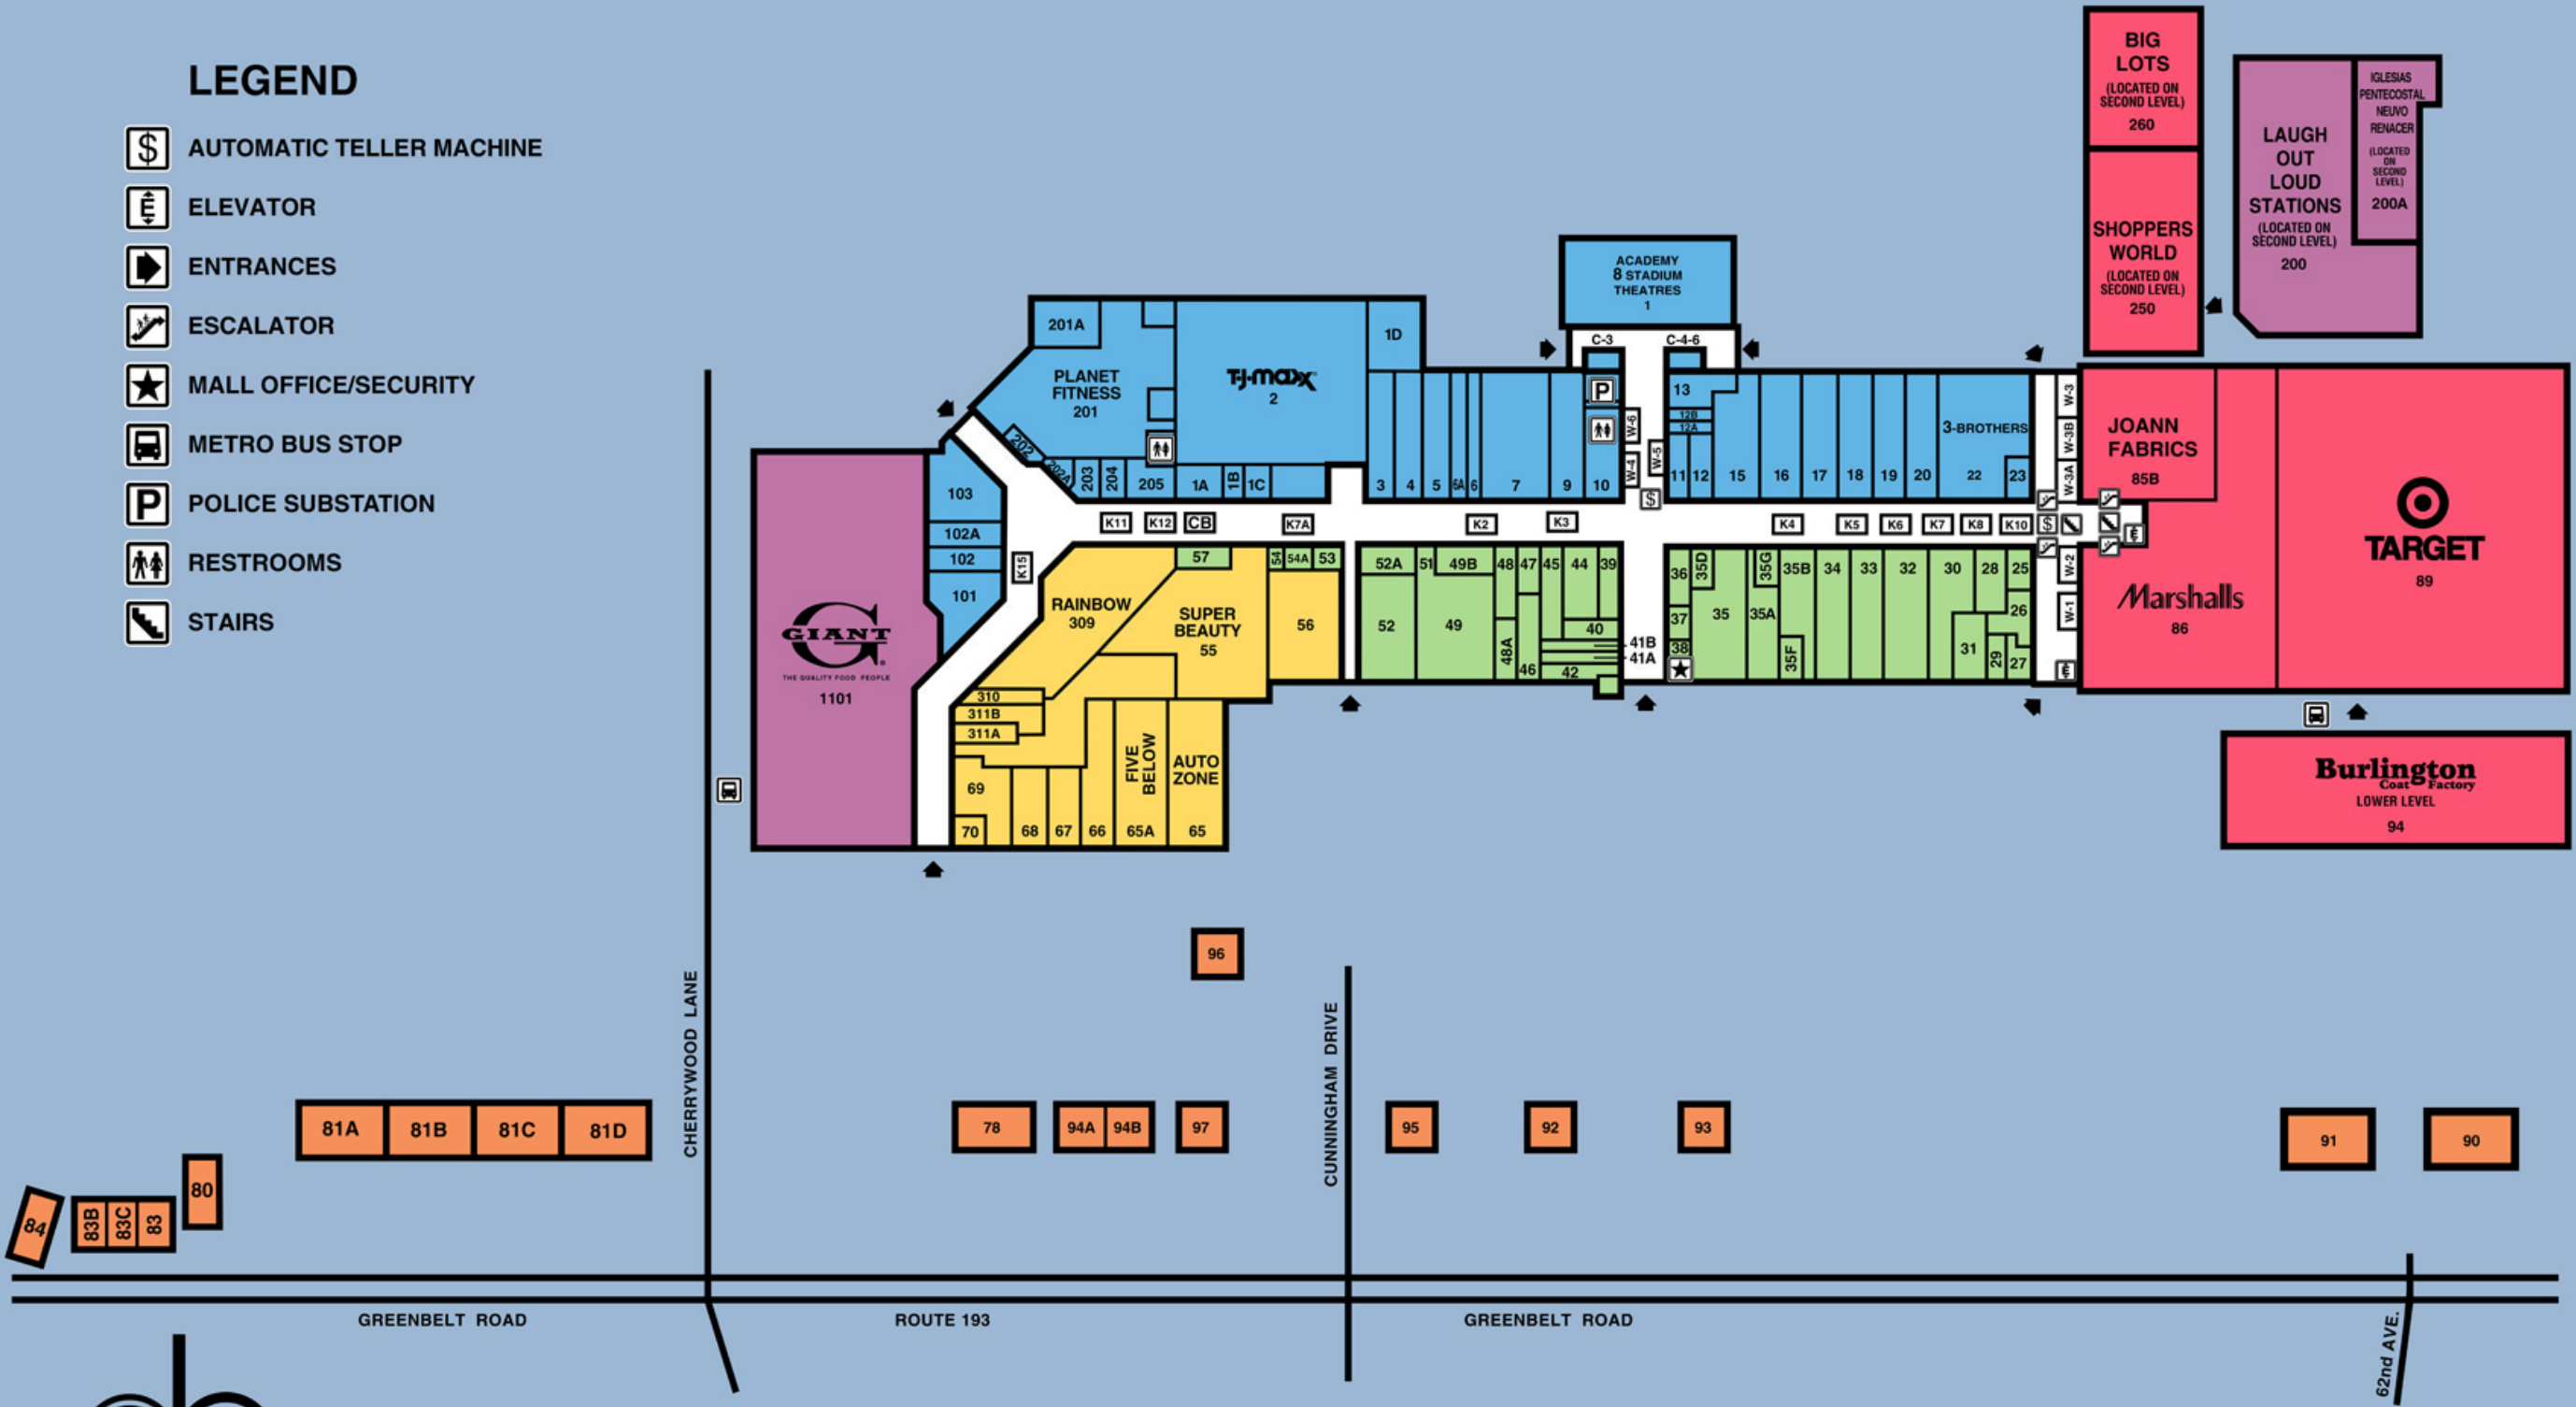 LEGEND
$ AUTOMATIC TELLER MACHINE
E ELEVATOR
ENTRANCES
ESCALATOR
MALL OFFICE/SECURITY
METRO BUS STOP
P POLICE SUBSTATION
RESTROOMS
STAIRS
BIG
LOTS
(LOCATED ON
SECOND LEVEL)
260
SHOPPERS
WORLD
(LOCATED ON
SECOND LEVEL)
250
LAUGH
OUT
LOUD
STATIONS
(LOCATED ON
SECOND LEVEL)
200
IGLESIAS
PENTECOSTAL
NEUVO
RENACER
(LOCATED
ON
SECOND
LEVEL)
200A
ACADEMY
8 STADIUM
THEATRES
1
C-3
C-4-6
201A
PLANET
FITNESS
201
T·J·maxx
2
1D
202
202A
203
204
205
1A
1B
1C
3
4
5
6A
6
7
9
10
P
W-6
W-4
W-5
$
13
12B
12A
11
12
15
16
17
18
19
20
3-BROTHERS
22
23
W-3
W-3B
W-3A
JOANN
FABRICS
85B
TARGET
89
Marshalls
86
103
102A
102
101
K15
K11
K12
CB
K7A
K2
K3
K4
K5
K6
K7
K8
K10
$
E
GIANT
THE QUALITY FOOD PEOPLE
1101
RAINBOW
309
57
SUPER
BEAUTY
55
54
54A
53
56
52A
51
49B
48
47
45
44
39
52
49
48A
46
40
41B
41A
42
36
35D
35G
35B
34
33
32
30
28
25
37
35
35A
26
38
35F
31
29
27
W-2
W-1
E
310
311B
311A
69
70
68
67
66
FIVE
BELOW
65A
AUTO
ZONE
65
Burlington
Coat Factory
LOWER LEVEL
94
96
CHERRYWOOD LANE
CUNNINGHAM DRIVE
81A
81B
81C
81D
78
94A
94B
97
95
92
93
91
90
80
84
83B
83C
83
GREENBELT ROAD
ROUTE 193
GREENBELT ROAD
62nd AVE.